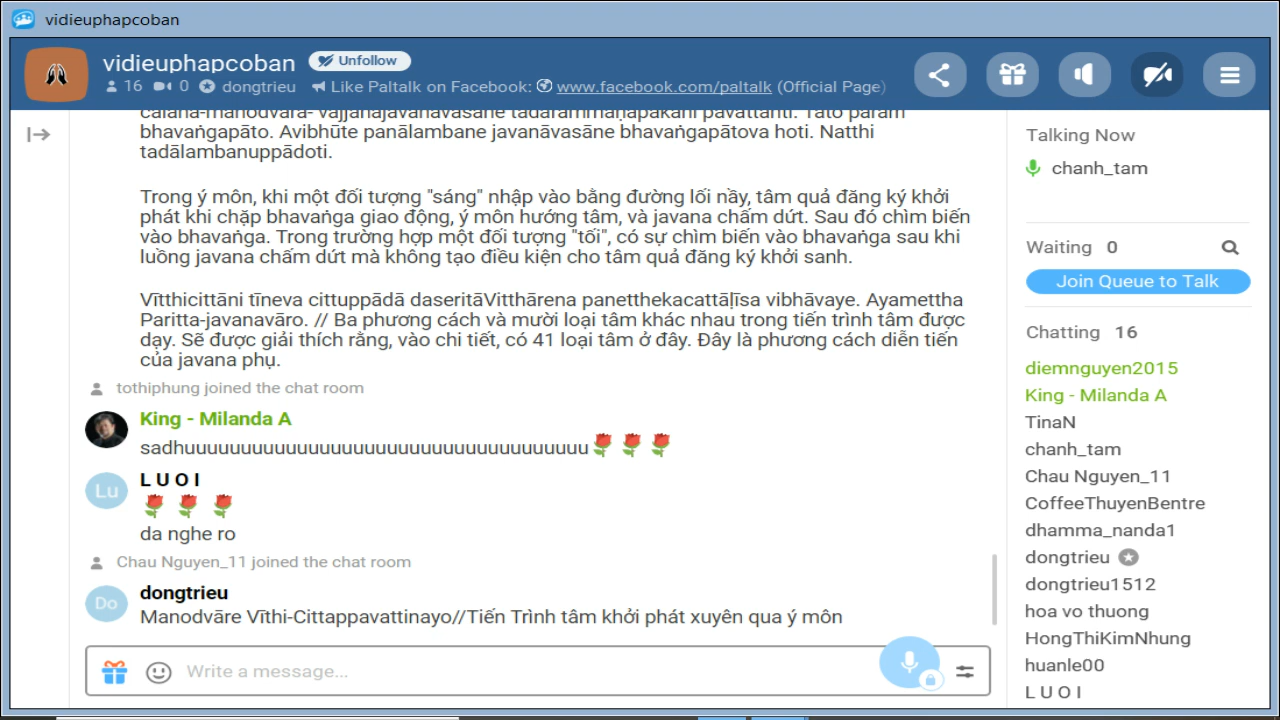 vidieuphapcoban
vidieuphapcoban Unfollow
16 0 dongtrieu Like Paltalk on Facebook: www.facebook.com/paltalk (Official Page)
bhavaṅgapāto. Avibhūte panālambane javanāvasāne bhavaṅgapātova hoti. Natthi
tadālambanuppādoti.
Trong ý môn, khi một đối tượng "sáng" nhập vào bằng đường lối nầy, tâm quả đăng ký khởi
phát khi chặp bhavaṅga giao động, ý môn hướng tâm, và javana chấm dứt. Sau đó chìm biến
vào bhavaṅga. Trong trường hợp một đối tượng "tối", có sự chìm biến vào bhavaṅga sau khi
luồng javana chấm dứt mà không tạo điều kiện cho tâm quả đăng ký khởi sanh.
Vītthicittāni tīneva cittuppādā daseritāVitthārena panetthekacattāḷīsa vibhāvaye. Ayamettha
Paritta-javanavāro. // Ba phương cách và mười loại tâm khác nhau trong tiến trình tâm được
dạy. Sẽ được giải thích rằng, vào chi tiết, có 41 loại tâm ở đây. Đây là phương cách diễn tiến
của javana phụ.
tothiphung joined the chat room
King - Milanda A
sadhuuuuuuuuuuuuuuuuuuuuuuuuuuuuuuuuuuuu
Lu
L U O I
da nghe ro
Chau Nguyen_11 joined the chat room
Do
dongtrieu
Manodvāre Vīthi-Cittappavattinayo//Tiến Trình tâm khởi phát xuyên qua ý môn
Write a message...
Talking Now
chanh_tam
Waiting 0
Join Queue to Talk
Chatting 16
diemnguyen2015
King - Milanda A
TinaN
chanh_tam
Chau Nguyen_11
CoffeeThuyenBentre
dhamma_nanda1
dongtrieu
dongtrieu1512
hoa vo thuong
HongThiKimNhung
huanle00
L U O I